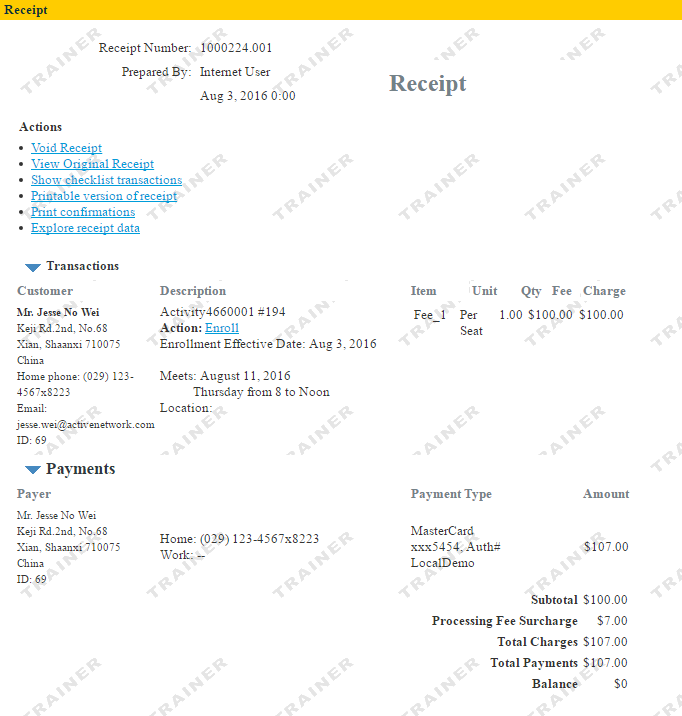 Receipt
Receipt Number: 1000224.001
Prepared By: Internet User
Aug 3, 2016 0:00
Receipt
Actions
Void Receipt
View Original Receipt
Show checklist transactions
Printable version of receipt
Print confirmations
Explore receipt data
Transactions
Customer Description Item Unit Qty Fee Charge
Mr. Jesse No Wei
Keji Rd.2nd, No.68
Xian, Shaanxi 710075
China
Home phone: (029) 123-
4567x8223
Email:
jesse.wei@activenetwork.com
ID: 69
Activity4660001 #194
Action: Enroll
Enrollment Effective Date: Aug 3, 2016
Meets: August 11, 2016
Thursday from 8 to Noon
Location:
Fee_1 Per 1.00 $100.00 $100.00
Seat
Payments
Payer Payment Type Amount
Mr. Jesse No Wei
Keji Rd.2nd, No.68
Xian, Shaanxi 710075
China
ID: 69
Home: (029) 123-4567x8223
Work: --
MasterCard
xxx5454, Auth#
LocalDemo
$107.00
Subtotal $100.00
Processing Fee Surcharge $7.00
Total Charges $107.00
Total Payments $107.00
Balance $0
TRAINER